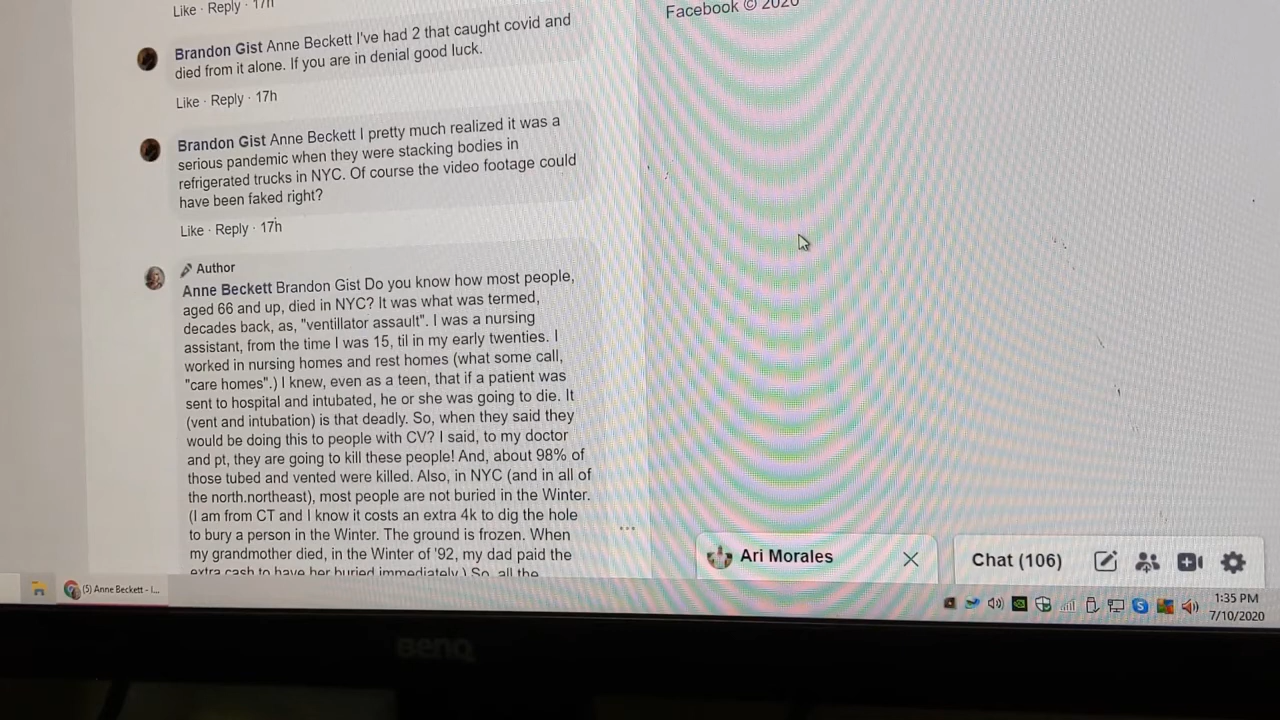 Like · Reply · 17h
Facebook © 2020
Brandon Gist Anne Beckett I've had 2 that caught covid and
died from it alone. If you are in denial good luck.
Like · Reply · 17h
Brandon Gist Anne Beckett I pretty much realized it was a
serious pandemic when they were stacking bodies in
refrigerated trucks in NYC. Of course the video footage could
have been faked right?
Like · Reply · 17h
Author
Anne Beckett Brandon Gist Do you know how most people,
aged 66 and up, died in NYC? It was what was termed,
decades back, as, "ventillator assault". I was a nursing
assistant, from the time I was 15, til in my early twenties. I
worked in nursing homes and rest homes (what some call,
"care homes".) I knew, even as a teen, that if a patient was
sent to hospital and intubated, he or she was going to die. It
(vent and intubation) is that deadly. So, when they said they
would be doing this to people with CV? I said, to my doctor
and pt, they are going to kill these people! And, about 98% of
those tubed and vented were killed. Also, in NYC (and in all of
the north.northeast), most people are not buried in the Winter.
(I am from CT and I know it costs an extra 4k to dig the hole
to bury a person in the Winter. The ground is frozen. When
my grandmother died, in the Winter of '92, my dad paid the
extra cash to have her buried immediately.) So, all the
Ari Morales
Chat (106)
(5) Anne Beckett - I...
1:35 PM
7/10/2020
BenQ